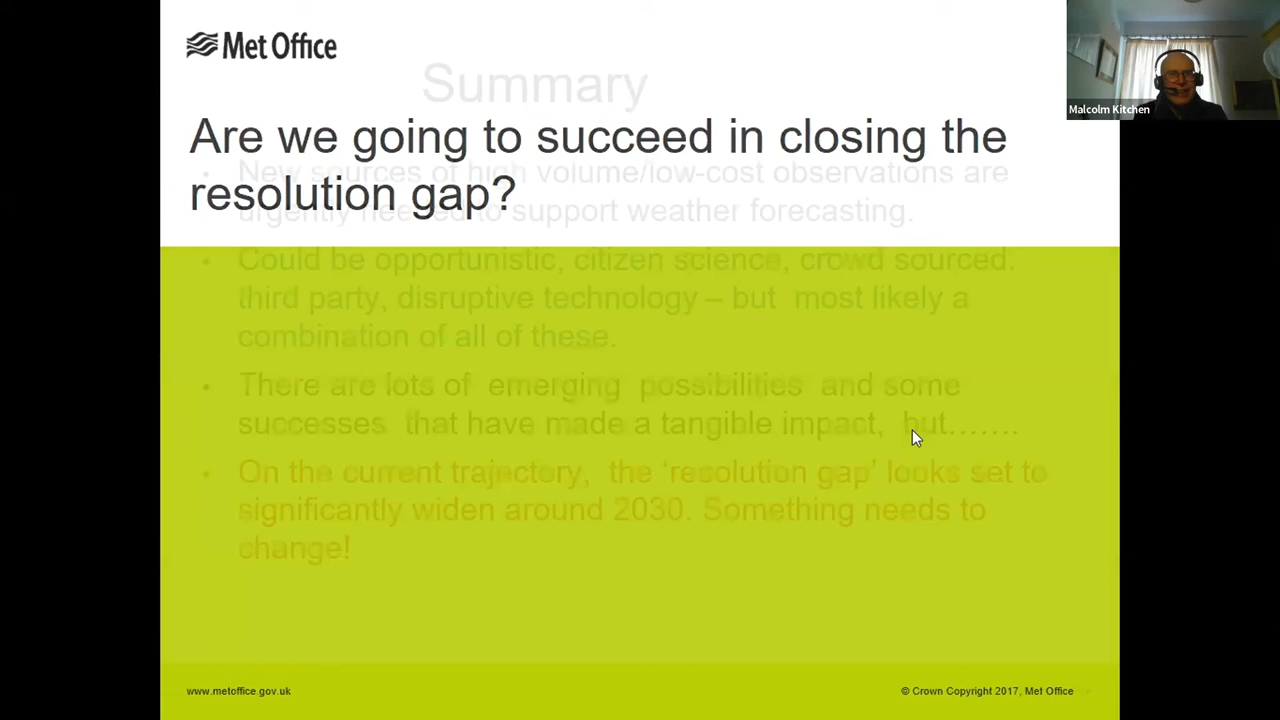 Met Office
Malcolm Kitchen
Summary
Are we going to succeed in closing the
resolution gap?
New sources of high volume/low-cost observations are
urgently needed to support weather forecasting.
• Could be opportunistic, citizen science, crowd sourced.
third party, disruptive technology – but most likely a
combination of all of these.
• There are lots of emerging possibilities and some
successes that have made a tangible impact, but…….
• On the current trajectory, the ‘resolution gap’ looks set to
significantly widen around 2030. Something needs to
change!
www.metoffice.gov.uk
© Crown Copyright 2017, Met Office